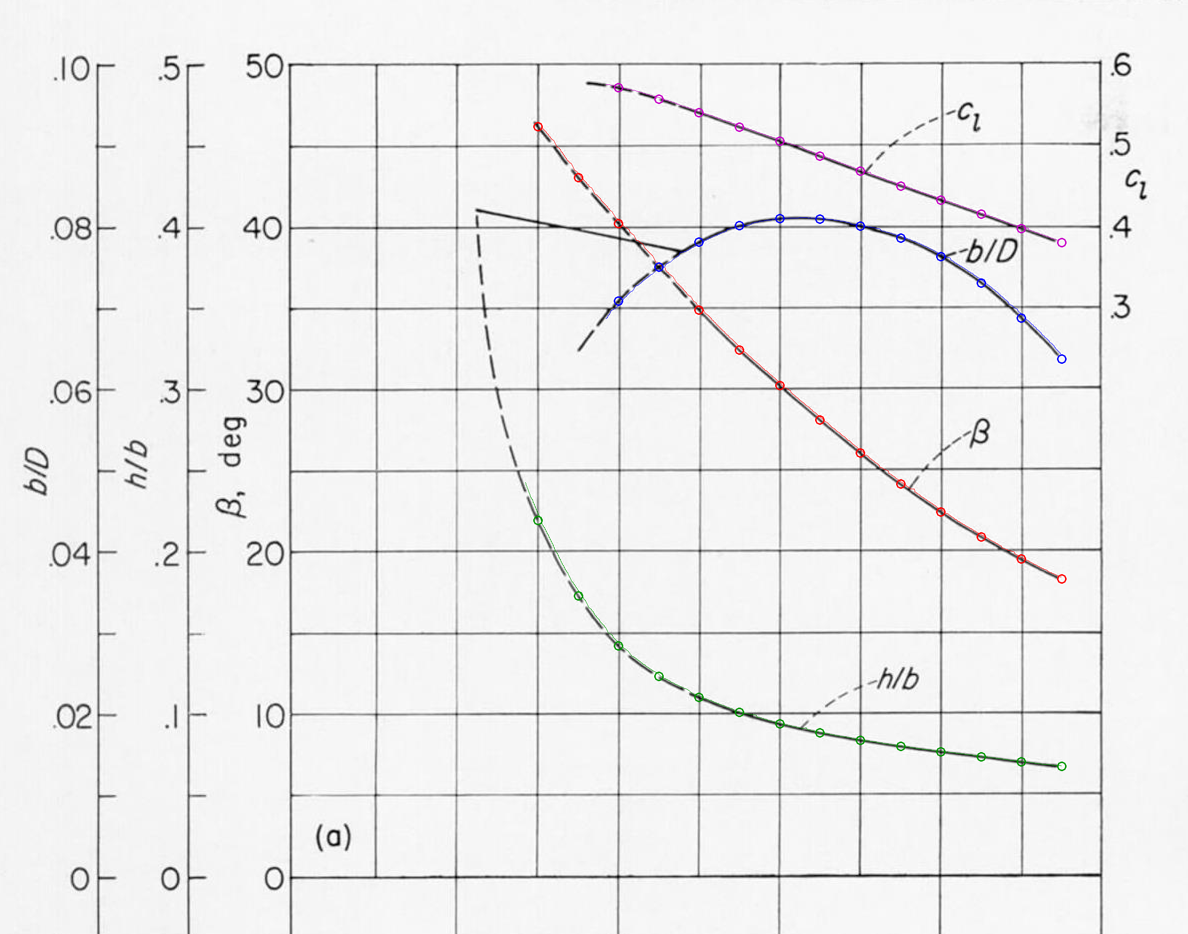 .10 .5 50 .6
c_l
.5
c_l
.08 .4 40 .4
b/D
.3
.06 .3 30
β
b/D h/b β, deg
.04 .2 20
h/b
.02 .1 10
(a)
0 0 0